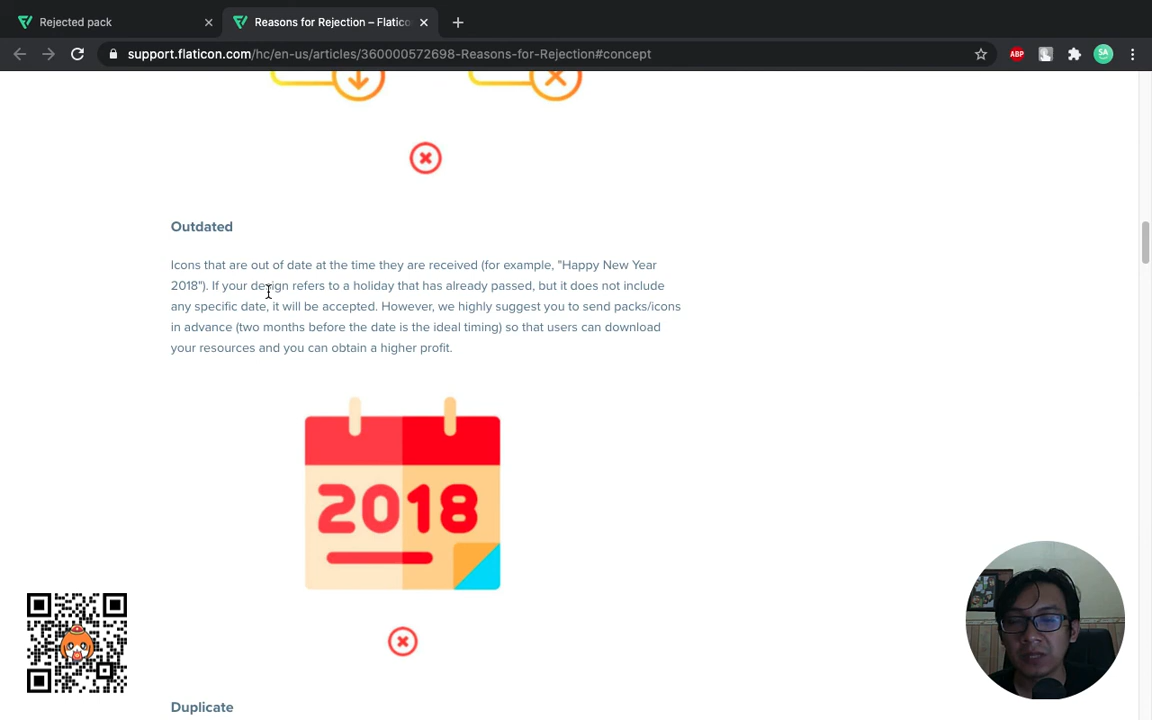 Rejected pack
Reasons for Rejection – Flatico
support.flaticon.com/hc/en-us/articles/360000572698-Reasons-for-Rejection#concept
ABP
SA
Outdated
Icons that are out of date at the time they are received (for example, "Happy New Year
2018"). If your design refers to a holiday that has already passed, but it does not include
any specific date, it will be accepted. However, we highly suggest you to send packs/icons
in advance (two months before the date is the ideal timing) so that users can download
your resources and you can obtain a higher profit.
2018
Duplicate